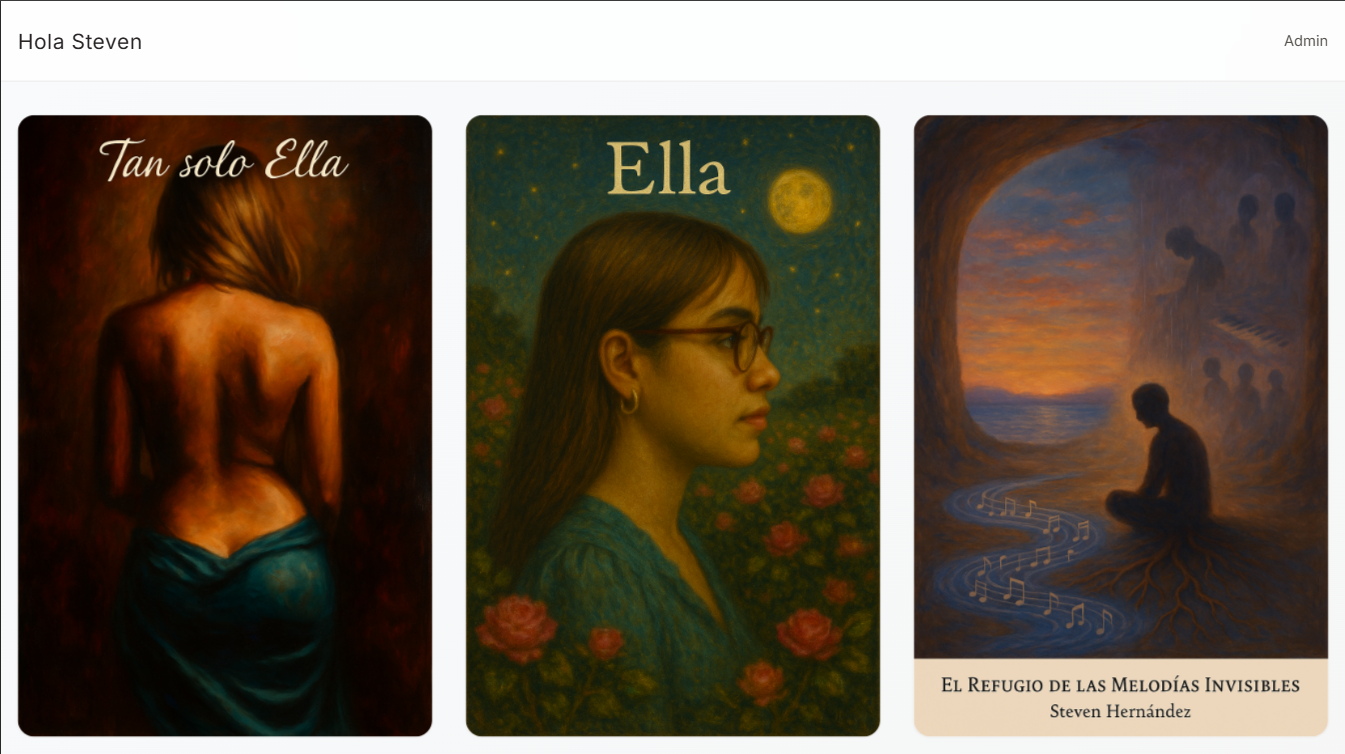 Hola Steven
Admin
Tan solo Ella
Ella
El Refugio de las Melodías Invisibles
Steven Hernández